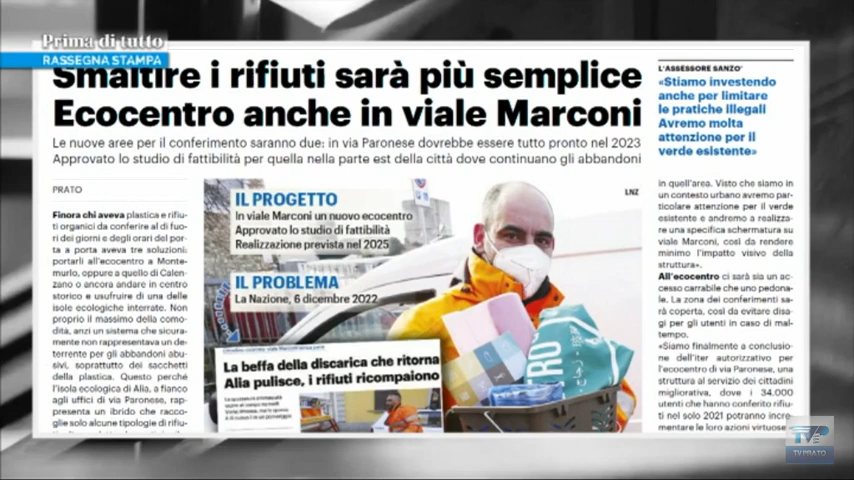 Prima di tutto
RASSEGNA STAMPA
Smaltire i rifiuti sarà più semplice
Ecocentro anche in viale Marconi
Le nuove aree per il conferimento saranno due: in via Paronese dovrebbe essere tutto pronto nel 2023
Approvato lo studio di fattibilità per quella nella parte est della città dove continuano gli abbandoni
PRATO
Finora chi aveva plastica e rifiu-
ti organici da conferire al di fuo-
ri dei giorni e degli orari del por-
ta a porta aveva tre soluzioni:
portarli all'ecocentro a Monte-
murlo, oppure a quello di Calen-
zano o ancora andare in centro
storico e usufruire di una delle
isole ecologiche interrate. Non
proprio il massimo della como-
dità, anzi un sistema che sicura-
mente non rappresentava un de-
terrente per gli abbandoni abu-
sivi, soprattutto dei sacchetti
della plastica. Questo perché
l'isola ecologica di Alia, a fianco
agli uffici di via Paronese, rap-
presenta un ibrido che racco-
glie solo alcune tipologie di rifiu-
IL PROGETTO
In viale Marconi un nuovo ecocentro
Approvato lo studio di fattibilità
Realizzazione prevista nel 2025
IL PROBLEMA
La Nazione, 6 dicembre 2022
La beffa della discarica che ritorna
Alia pulisce, i rifiuti ricompaiono
LNZ
L'ASSESSORE SANZO'
«Stiamo investendo
anche per limitare
le pratiche illegali
Avremo molta
attenzione per il
verde esistente»
in quell'area. Visto che siamo in
un contesto urbano avremo par-
ticolare attenzione per il verde
esistente e andremo a realizza-
re una specifica schermatura su
viale Marconi, così da rendere
minimo l'impatto visivo della
struttura».
All'ecocentro ci sarà sia un ac-
cesso carrabile che uno pedona-
le. La zona dei conferimenti sa-
rà coperta, così da evitare disa-
gi per gli utenti in caso di mal-
tempo.
«Siamo finalmente a conclusio-
ne dell'iter autorizzativo per
l'ecocentro di via Paronese, una
struttura al servizio dei cittadini
migliorativa, dove i 34.000
utenti che hanno conferito rifiu-
ti nel solo 2021 potranno incre-
mentare le loro azioni virtuose
TVP
TV PRATO